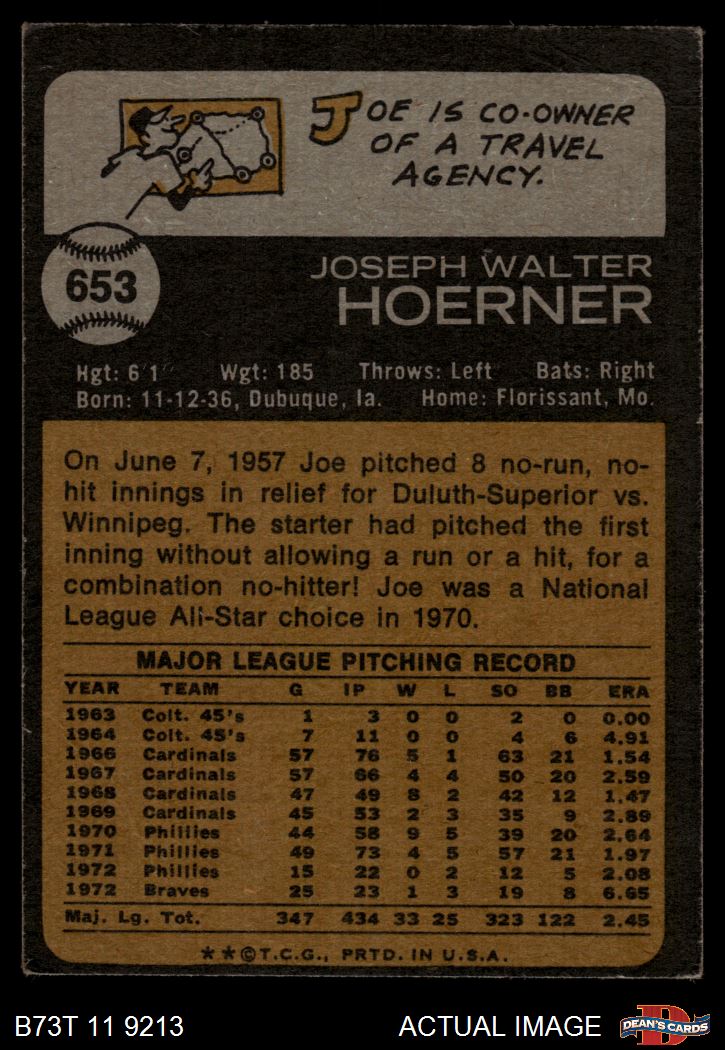 JOE IS CO-OWNER
OF A TRAVEL
AGENCY.
653
JOSEPH WALTER
HOERNER
Hgt: 6'1" Wgt: 185 Throws: Left Bats: Right
Born: 11-12-36, Dubuque, Ia. Home: Florissant, Mo.
On June 7, 1957 Joe pitched 8 no-run, no-
hit innings in relief for Duluth-Superior vs.
Winnipeg. The starter had pitched the first
inning without allowing a run or a hit, for a
combination no-hitter! Joe was a National
League All-Star choice in 1970.
MAJOR LEAGUE PITCHING RECORD
YEAR TEAM G IP W L SO BB ERA
1963 Colt. 45's 1 3 0 0 2 0 0.00
1964 Colt. 45's 7 11 0 0 4 6 4.91
1966 Cardinals 57 76 5 1 63 21 1.54
1967 Cardinals 57 66 4 4 50 20 2.59
1968 Cardinals 47 49 8 2 42 12 1.47
1969 Cardinals 45 53 2 3 35 9 2.89
1970 Phillies 44 58 9 5 39 20 2.64
1971 Phillies 49 73 4 5 57 21 1.97
1972 Phillies 15 22 0 2 12 5 2.08
1972 Braves 25 23 1 3 19 8 6.65
Maj. Lg. Tot. 347 434 33 25 323 122 2.45
**©T.C.G., PRTD. IN U.S.A.
B73T 11 9213 ACTUAL IMAGE DEAN'S CARDS